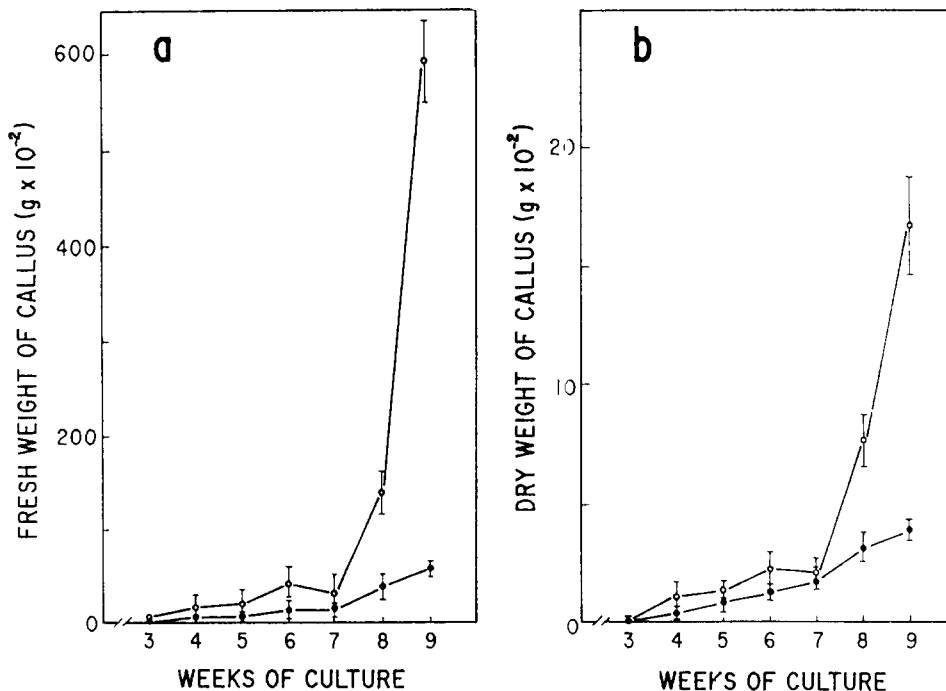 a
FRESH WEIGHT OF CALLUS (g x 10⁻²)
600
400
200
0
3 4 5 6 7 8 9
WEEKS OF CULTURE
b
DRY WEIGHT OF CALLUS (g x 10⁻²)
20
10
0
3 4 5 6 7 8 9
WEEKS OF CULTURE